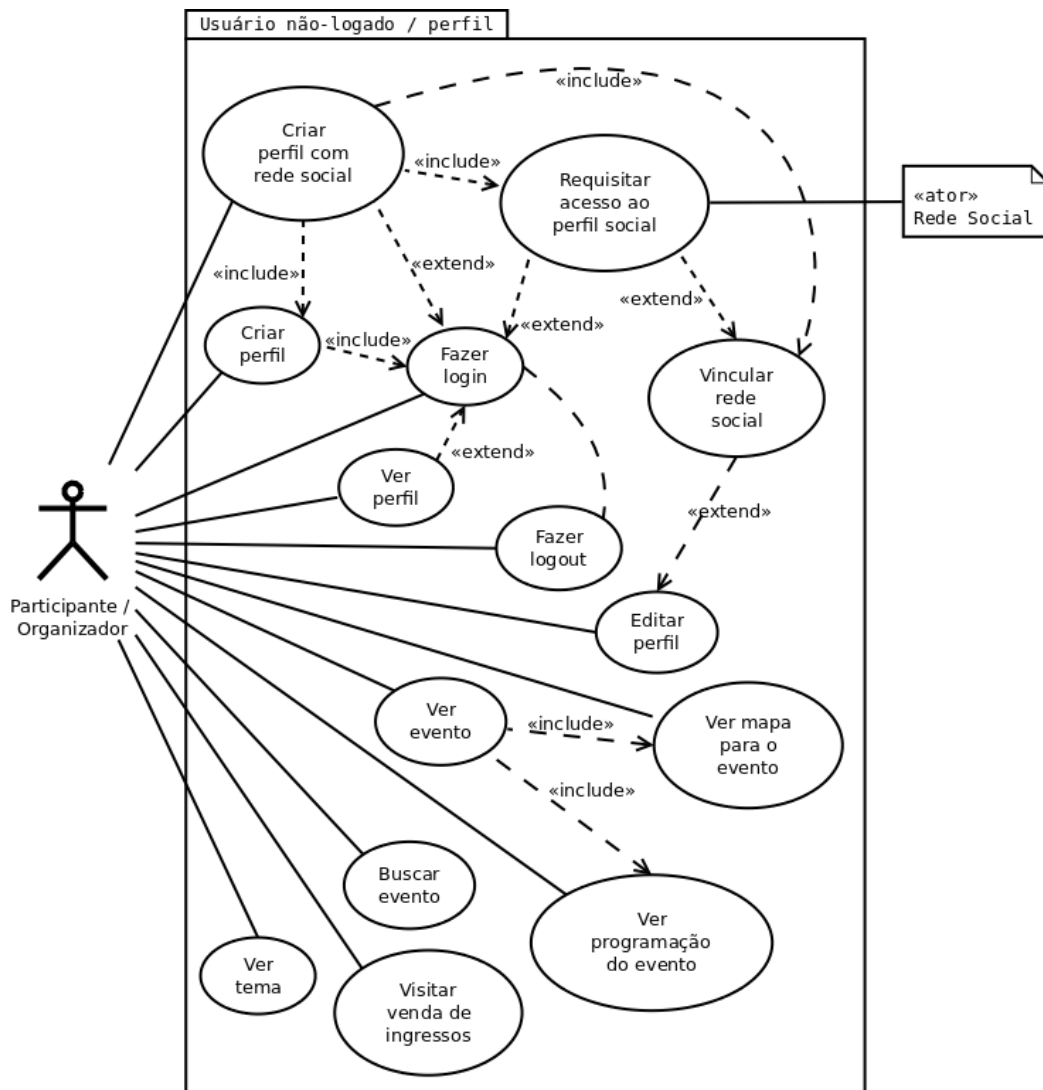 Usuário não-logado / perfil
«include»
Criar
perfil com
rede social
«include»
Requisitar
acesso ao
perfil social
«ator»
Rede Social
«include»
«extend»
«extend»
«extend»
Criar
perfil
«include»
Fazer
login
Vincular
rede
social
«extend»
Ver
perfil
«extend»
Fazer
logout
Participante /
Organizador
Editar
perfil
Ver
evento
«include»
Ver mapa
para o
evento
«include»
Buscar
evento
Ver
programação
do evento
Ver
tema
Visitar
venda de
ingressos